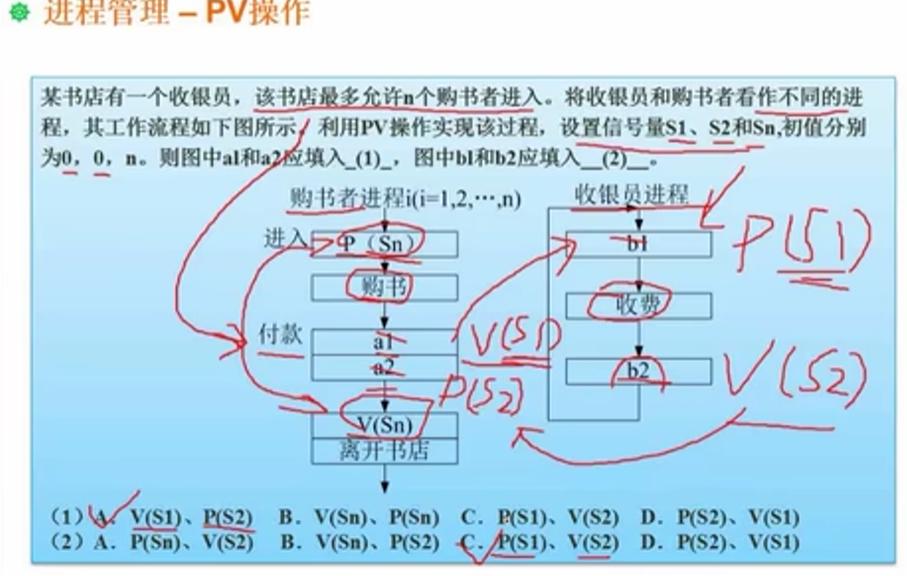 进程管理 – PV操作
某书店有一个收银员，该书店最多允许n个购书者进入。将收银员和购书者看作不同的进
程，其工作流程如下图所示。利用PV操作实现该过程，设置信号量S1、S2和Sn,初值分别
为0，0，n。则图中a1和a2应填入_(1)_，图中b1和b2应填入__(2)__。
购书者进程i(i=1,2,…,n)
收银员进程
进入
P（Sn）
b1
P(S1)
购书
收费
付款
a1
V(S1)
a2
b2
V(S2)
P(S2)
V(Sn)
离开书店
（1）A. V(S1)、P(S2) B. V(Sn)、P(Sn) C. P(S1)、V(S2) D. P(S2)、V(S1)
（2）A. P(Sn)、V(S2) B. V(Sn)、P(S2) C. P(S1)、V(S2) D. P(S2)、V(S1)